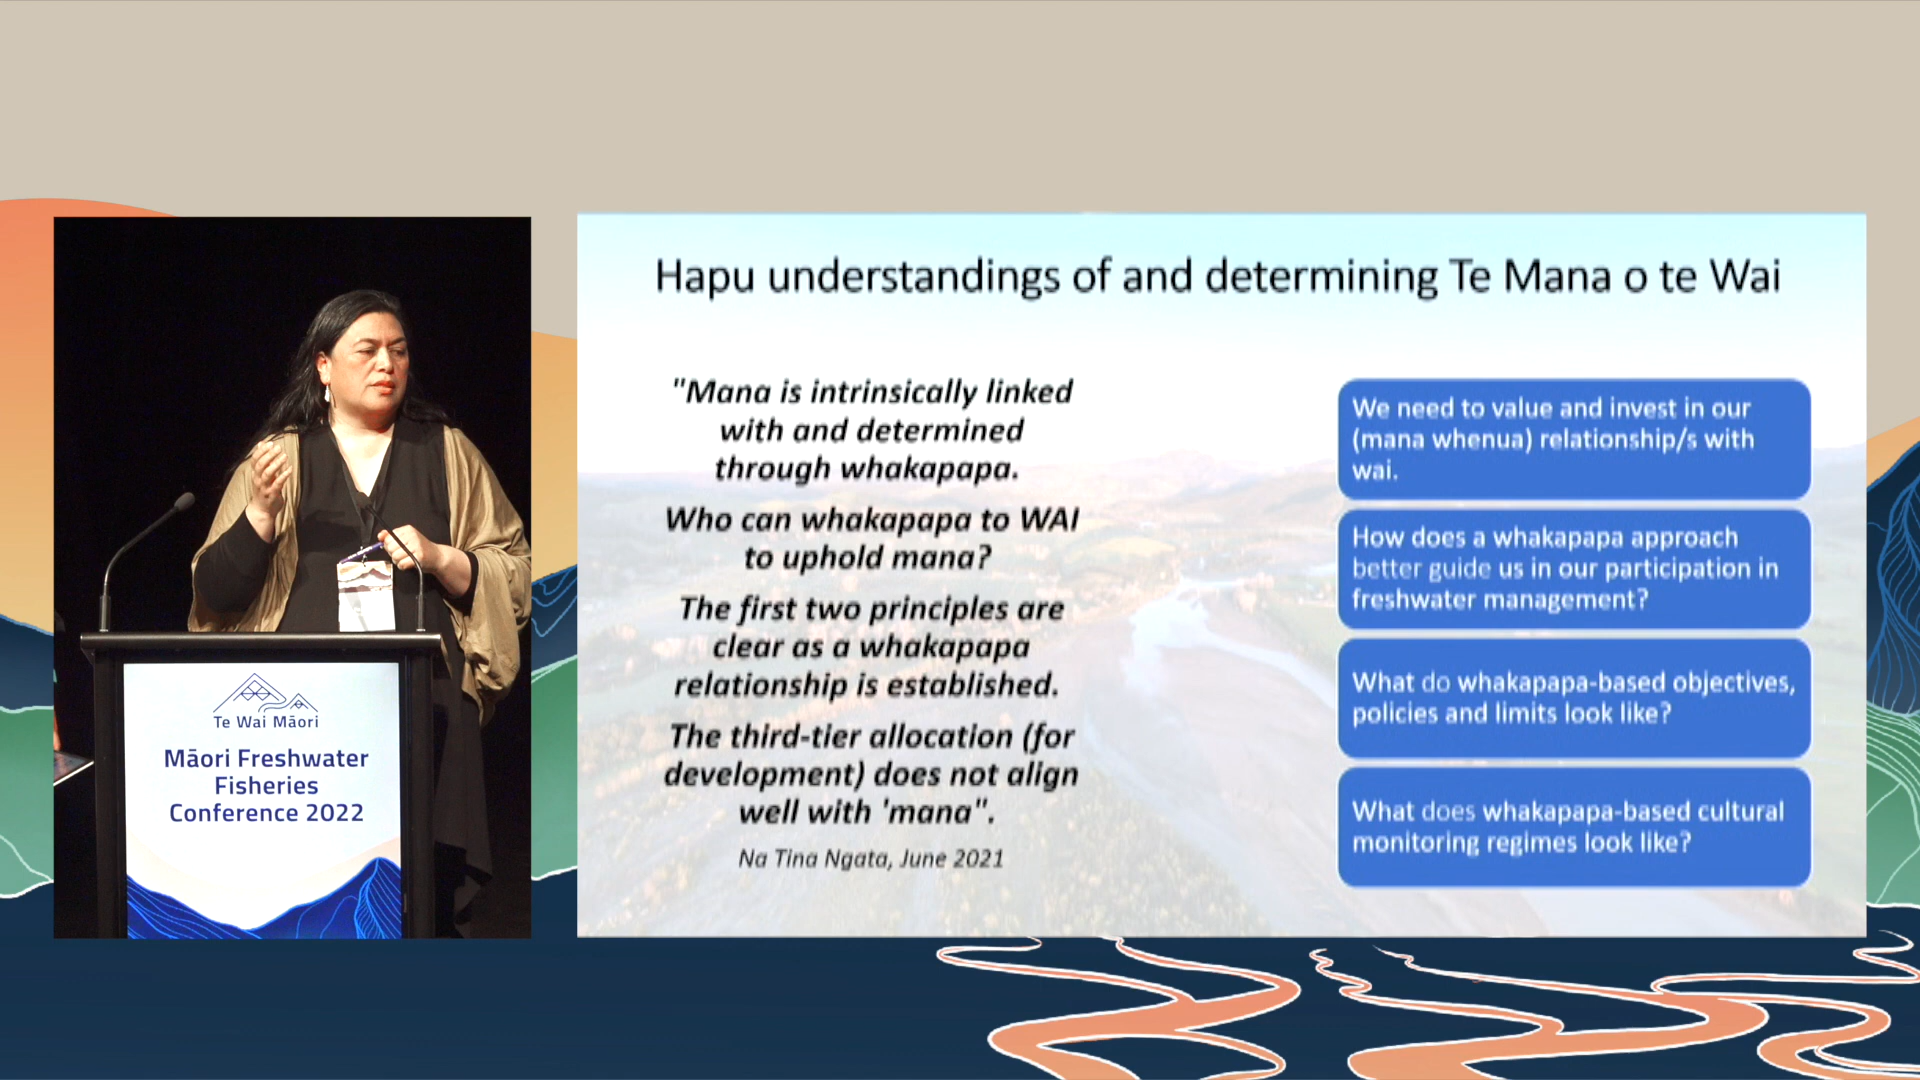 Hapu understandings of and determining Te Mana o te Wai
"Mana is intrinsically linked
with and determined
through whakapapa.
Who can whakapapa to WAI
to uphold mana?
The first two principles are
clear as a whakapapa
relationship is established.
The third-tier allocation (for
development) does not align
well with 'mana".
Na Tina Ngata, June 2021
We need to value and invest in our
(mana whenua) relationship/s with
wai.
How does a whakapapa approach
better guide us in our participation in
freshwater management?
What do whakapapa-based objectives,
policies and limits look like?
What does whakapapa-based cultural
monitoring regimes look like?
Te Wai Māori
Māori Freshwater
Fisheries
Conference 2022